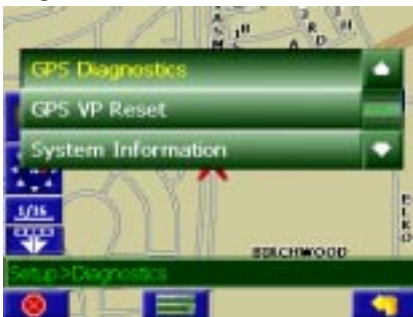 GPS Diagnostics
GPS VP Reset
System Information
1/16
BIRCHWOOD
Setup>Diagnostics